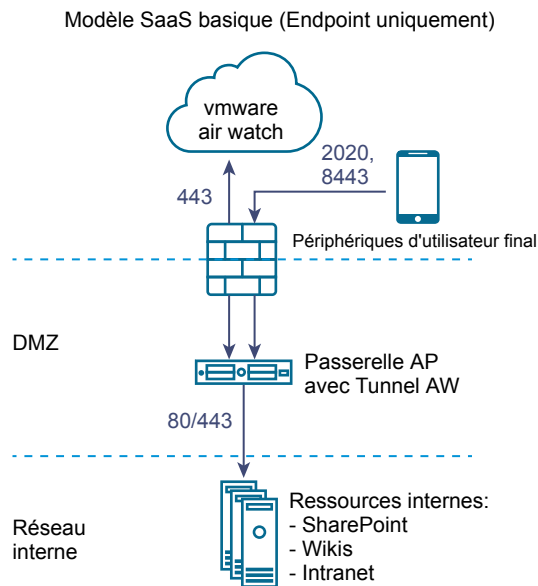 Modèle SaaS basique (Endpoint uniquement)
vmware
air watch
2020,
8443
443
Périphériques d'utilisateur final
DMZ
Passerelle AP
avec Tunnel AW
80/443
Réseau
interne
Ressources internes:
- SharePoint
- Wikis
- Intranet